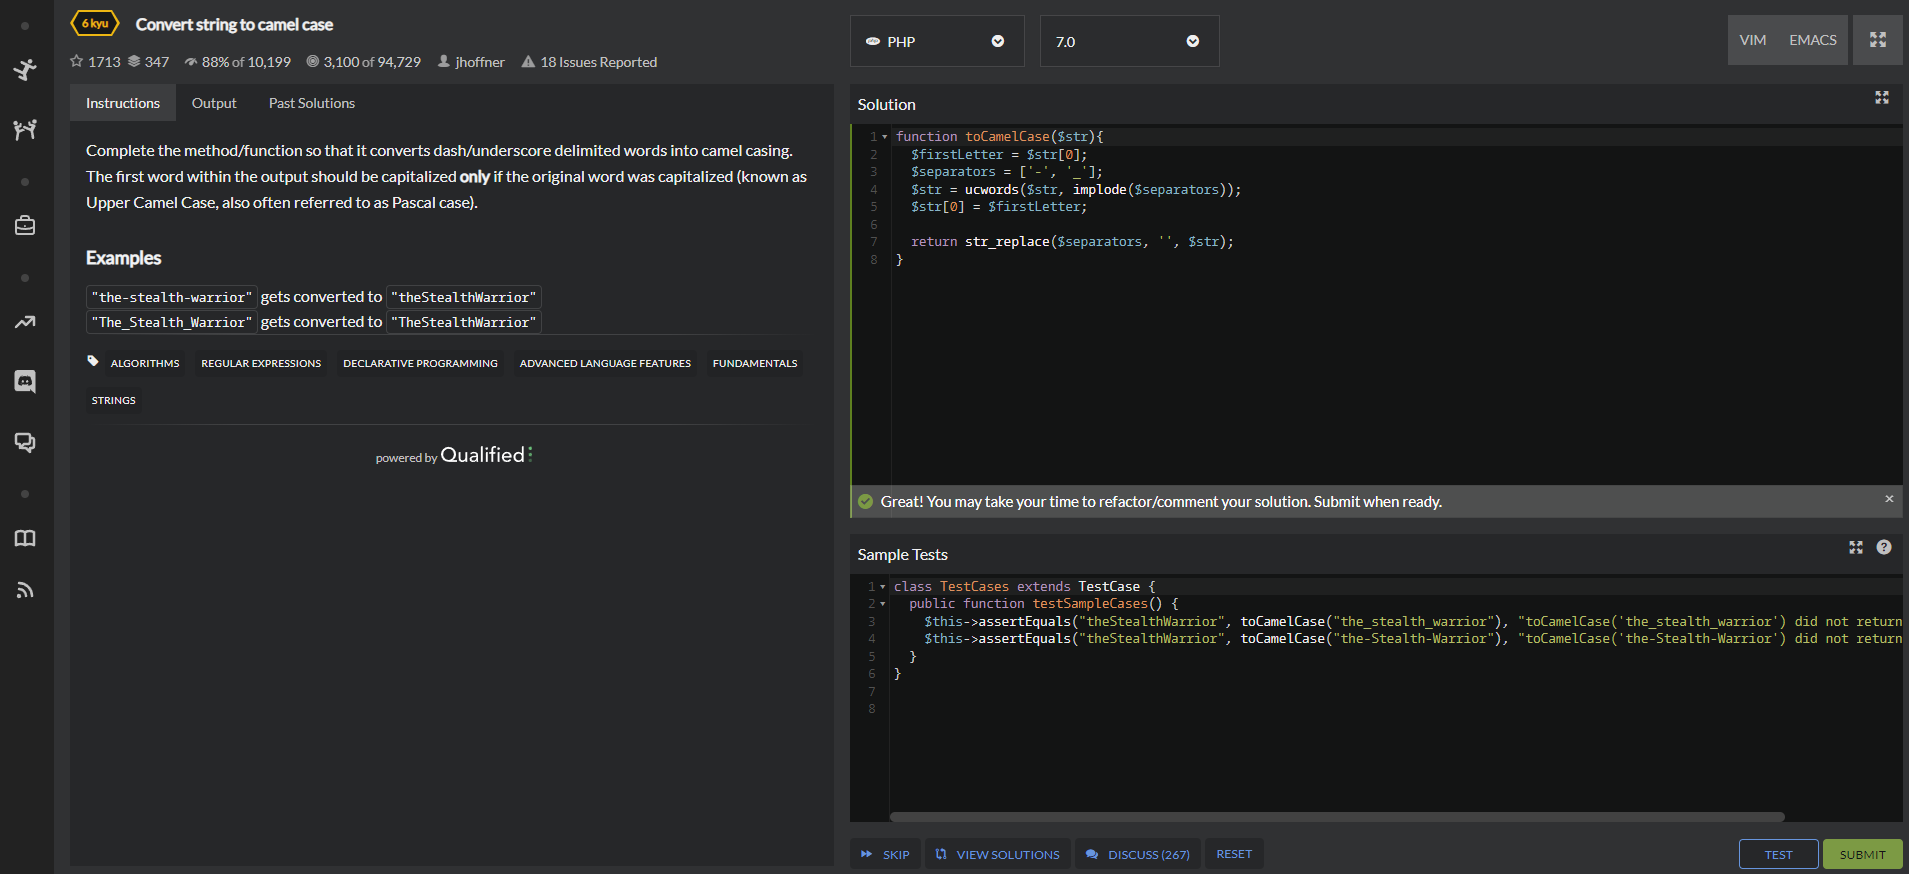 6 kyu
Convert string to camel case
1713 347 88% of 10,199 3,100 of 94,729 jhoffner 18 Issues Reported
Instructions Output Past Solutions
Complete the method/function so that it converts dash/underscore delimited words into camel casing.
The first word within the output should be capitalized only if the original word was capitalized (known as
Upper Camel Case, also often referred to as Pascal case).
Examples
"the-stealth-warrior" gets converted to "theStealthWarrior"
"The_Stealth_Warrior" gets converted to "TheStealthWarrior"
ALGORITHMS REGULAR EXPRESSIONS DECLARATIVE PROGRAMMING ADVANCED LANGUAGE FEATURES FUNDAMENTALS
STRINGS
powered by Qualified
PHP 7.0 VIM EMACS
Solution
1 function toCamelCase($str){
2 $firstLetter = $str[0];
3 $separators = ['-', '_'];
4 $str = ucwords($str, implode($separators));
5 $str[0] = $firstLetter;
6
7 return str_replace($separators, '', $str);
8 }
Great! You may take your time to refactor/comment your solution. Submit when ready. ×
Sample Tests ?
1 class TestCases extends TestCase {
2 public function testSampleCases() {
3 $this->assertEquals("theStealthWarrior", toCamelCase("the_stealth_warrior"), "toCamelCase('the_stealth_warrior') did not return
4 $this->assertEquals("theStealthWarrior", toCamelCase("the-Stealth-Warrior"), "toCamelCase('the-Stealth-Warrior') did not return
5 }
6 }
7
8
SKIP VIEW SOLUTIONS DISCUSS (267) RESET TEST SUBMIT